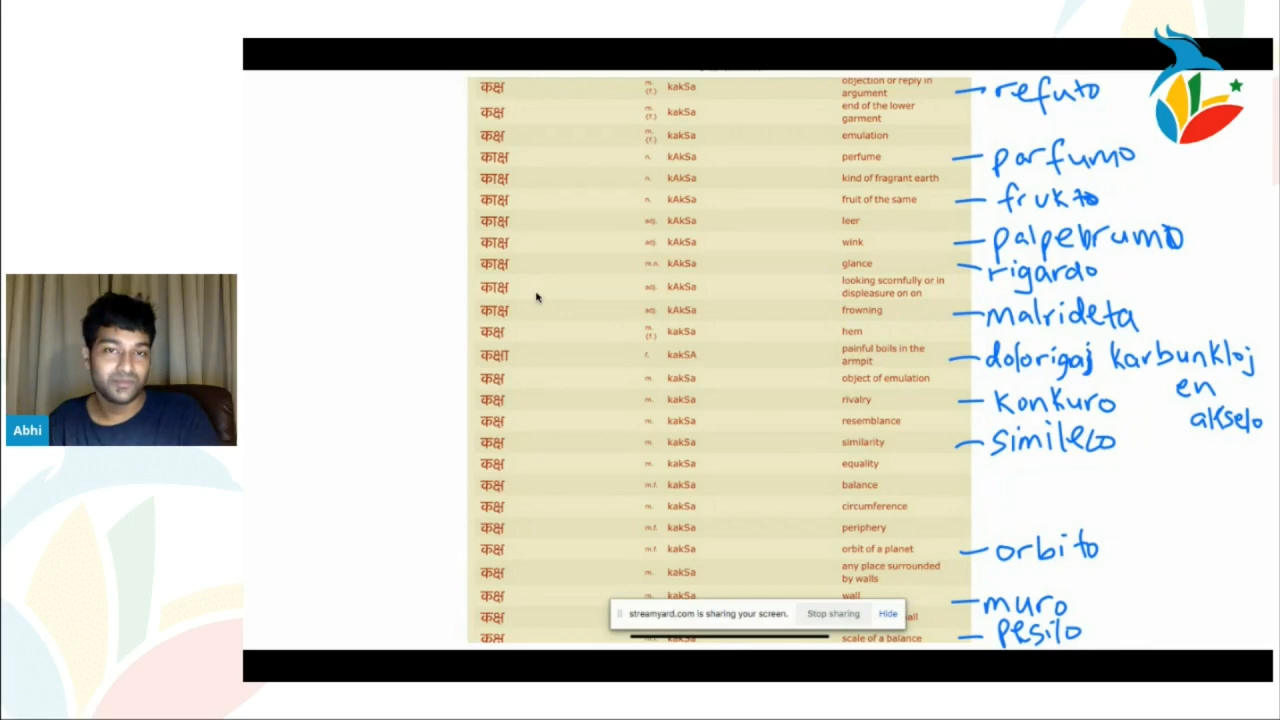 कक्ष m. (f.) kakSa objection or reply in argument – refuto
कक्ष m. (f.) kakSa end of the lower garment
कक्ष m. (f.) kakSa emulation
काक्ष n. kAkSa perfume – parfumo
काक्ष n. kAkSa kind of fragrant earth
काक्ष n. kAkSa fruit of the same – frukto
काक्ष adj. kAkSa leer
काक्ष adj. kAkSa wink – palpebrumo
काक्ष m.n. kAkSa glance – rigardo
काक्ष adj. kAkSa looking scornfully or in displeasure on on
काक्ष adj. kAkSa frowning – malrideta
कक्ष m. (f.) kakSa hem
कक्षा f. kakSA painful boils in the armpit – dolorigaj karbunkloj en akselo
कक्ष m. kakSa object of emulation
कक्ष m. kakSa rivalry – konkuro
कक्ष m. kakSa resemblance
कक्ष m. kakSa similarity – simileco
कक्ष m. kakSa equality
कक्ष m.f. kakSa balance
कक्ष m. kakSa circumference
कक्ष m.f. kakSa periphery
कक्ष m.f. kakSa orbit of a planet – orbito
कक्ष m. kakSa any place surrounded by walls
कक्ष m. kakSa wall – muro
कक्ष
streamyard.com is sharing your screen. Stop sharing Hide
कक्ष kakSa scale of a balance – pesilo
Abhi